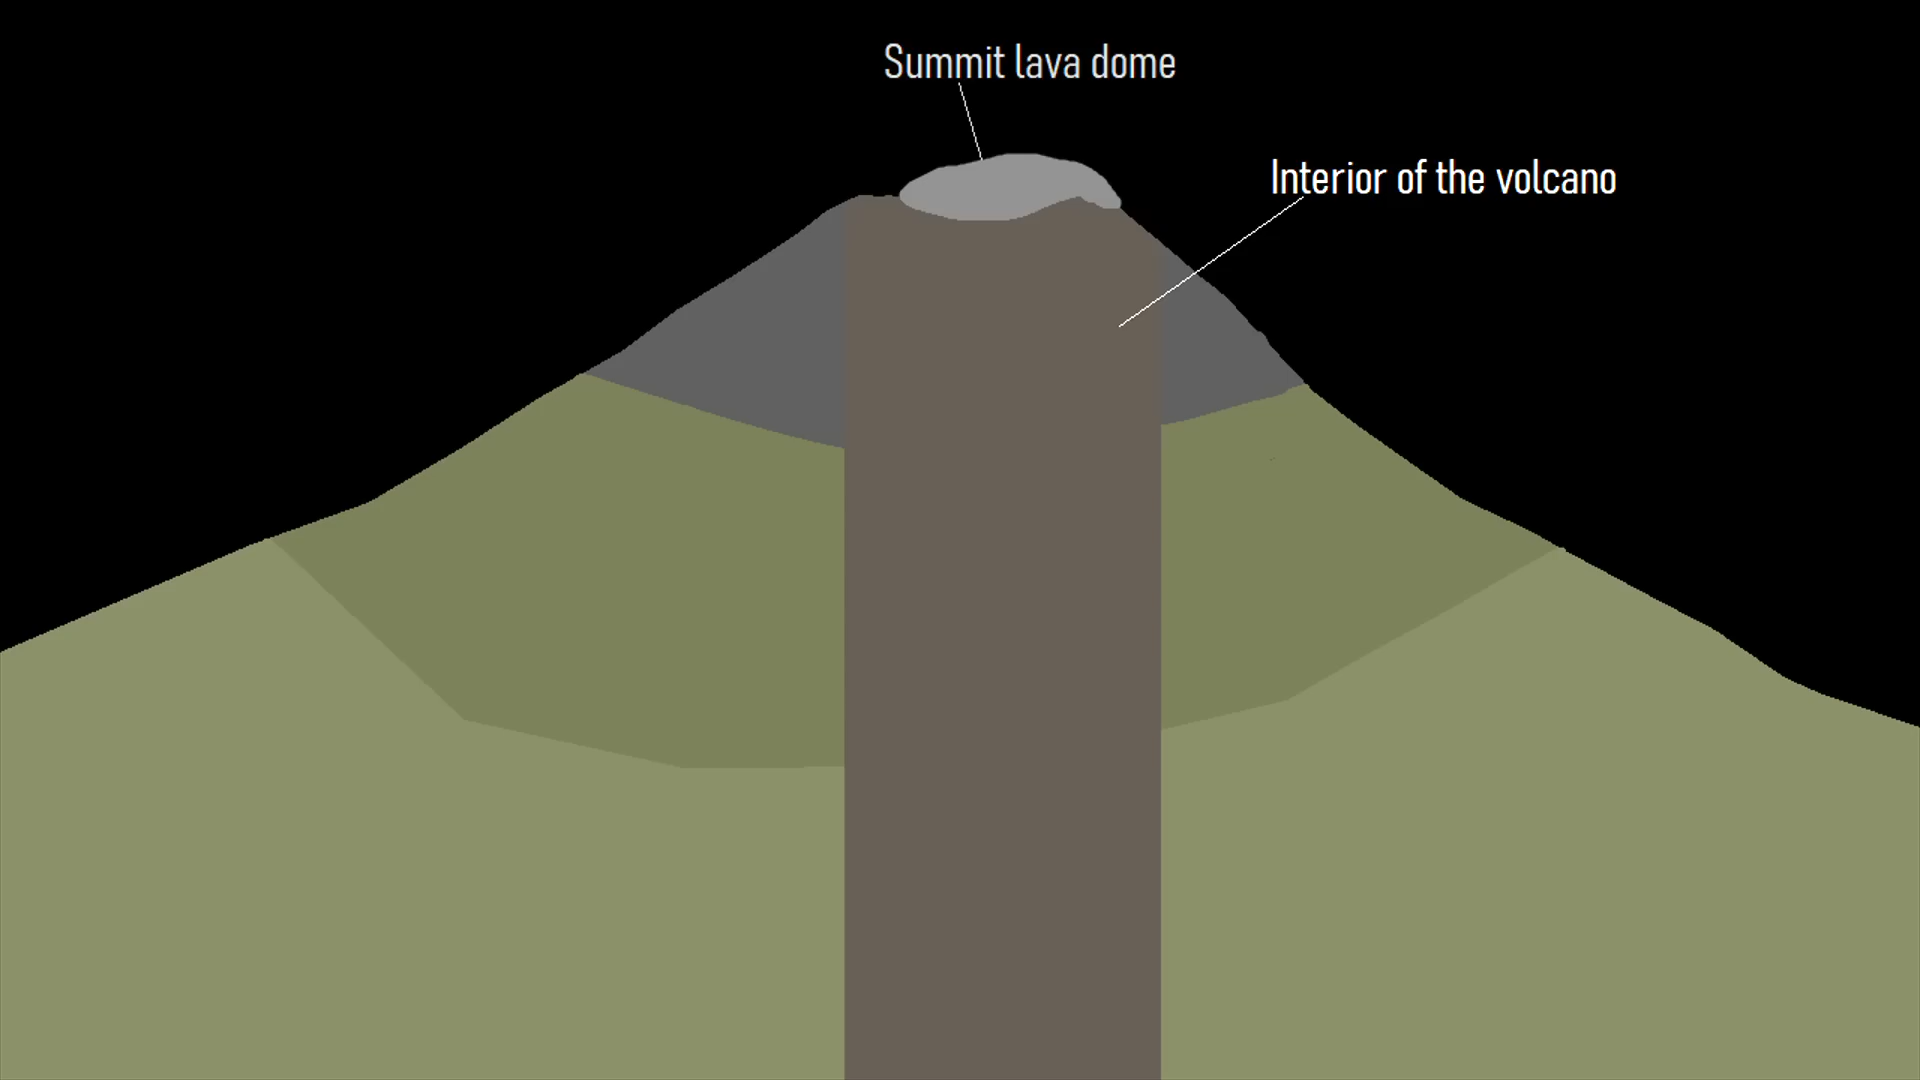 Summit lava dome
Interior of the volcano